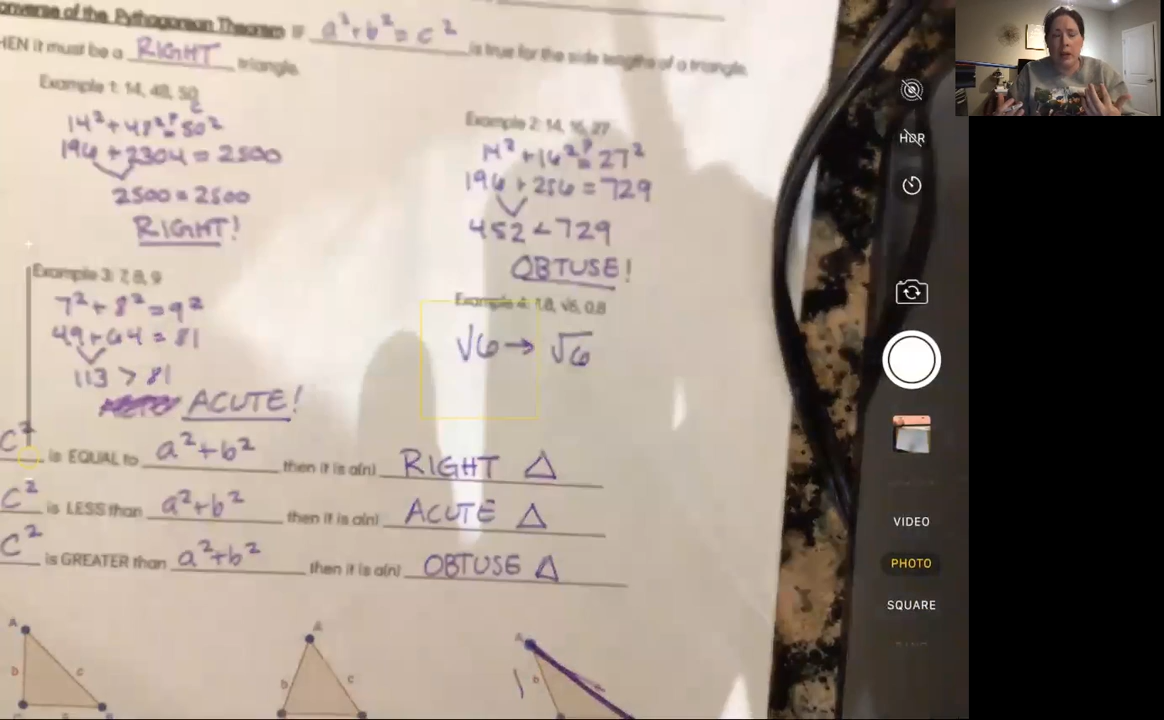 onverse of the Pythagorean Theorem IF a²+b²=c² is true for the side lengths of a triangle,
HEN it must be a RIGHT triangle.
Example 1: 14, 48, 50
c
14²+48²?=50²
196+2304=2500
2500=2500
RIGHT!
Example 2: 14, 16, 27
14²+16²?=27²
196+256=729
452<729
OBTUSE!
Example 3: 7, 8, 9
7²+8²=9²
49+64=81
113>81
ACUTE!
Example 4: 1.8, √6, 0.8
√6→√6
c² is EQUAL to a²+b² then it is a(n) RIGHT △
c² is LESS than a²+b² then it is a(n) ACUTE △
c² is GREATER than a²+b² then it is a(n) OBTUSE △
A
b
c
A
b
c
A
b
HDR
VIDEO
PHOTO
SQUARE